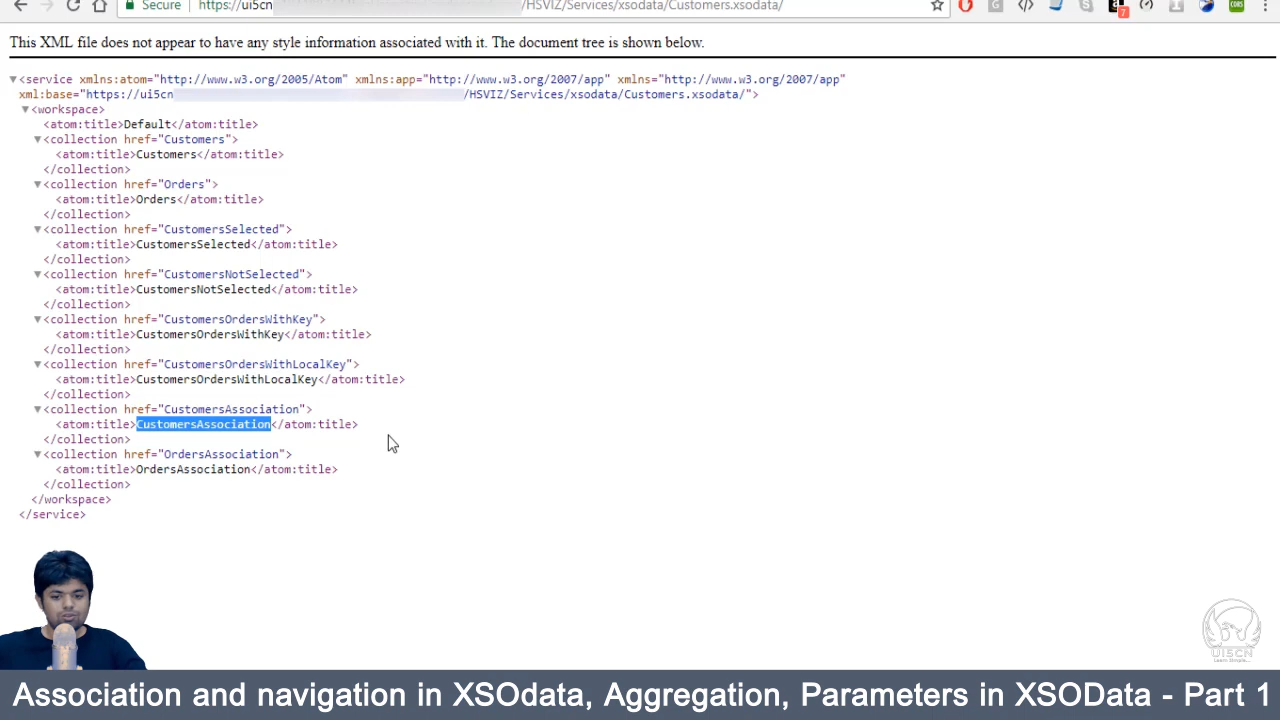 Secure https://ui5cn /HSVIZ/Services/xsodata/Customers.xsodata/
7
CORS
This XML file does not appear to have any style information associated with it. The document tree is shown below.
▼<service xmlns:atom="http://www.w3.org/2005/Atom" xmlns:app="http://www.w3.org/2007/app" xmlns="http://www.w3.org/2007/app"
xml:base="https://ui5cn /HSVIZ/Services/xsodata/Customers.xsodata/">
▼<workspace>
<atom:title>Default</atom:title>
▼<collection href="Customers">
<atom:title>Customers</atom:title>
</collection>
▼<collection href="Orders">
<atom:title>Orders</atom:title>
</collection>
▼<collection href="CustomersSelected">
<atom:title>CustomersSelected</atom:title>
</collection>
▼<collection href="CustomersNotSelected">
<atom:title>CustomersNotSelected</atom:title>
</collection>
▼<collection href="CustomersOrdersWithKey">
<atom:title>CustomersOrdersWithKey</atom:title>
</collection>
▼<collection href="CustomersOrdersWithLocalKey">
<atom:title>CustomersOrdersWithLocalKey</atom:title>
</collection>
▼<collection href="CustomersAssociation">
<atom:title>CustomersAssociation</atom:title>
</collection>
▼<collection href="OrdersAssociation">
<atom:title>OrdersAssociation</atom:title>
</collection>
</workspace>
</service>
UI5CN
Learn Simple...
Association and navigation in XSOdata, Aggregation, Parameters in XSOData - Part 1